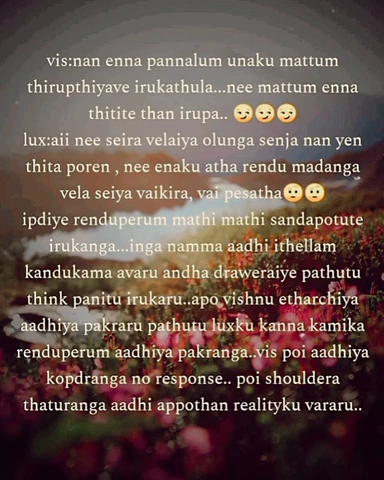 vis:nan enna pannalum unaku mattum
thirupthiyave irukathula...nee mattum enna
thitite than irupa.. 😏😏😏
lux:aii nee seira velaiya olunga senja nan yen
thita poren , nee enaku atha rendu madanga
vela seiya vaikira, vai pesatha🙁🙁
ipdiye renduperum mathi mathi sandapotute
irukanga...inga namma aadhi ithellam
kandukama avaru andha draweraiye pathutu
think panitu irukaru..apo vishnu etharchiya
aadhiya pakraru pathutu luxku kanna kamika
renduperum aadhiya pakranga..vis poi aadhiya
kopdranga no response.. poi shouldera
thaturanga aadhi appothan realityku vararu..